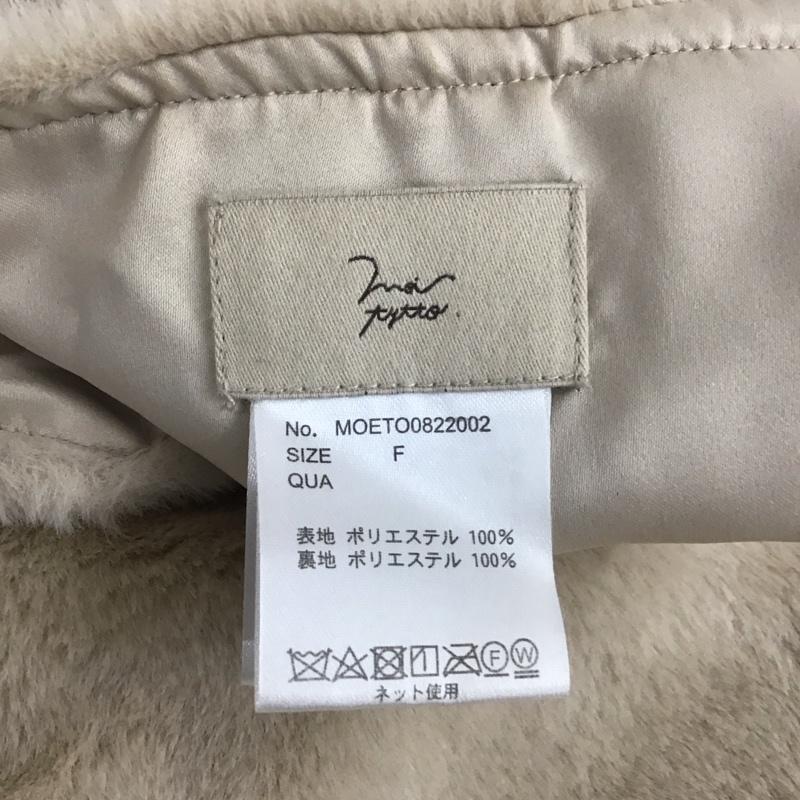 moi
tytto.
No. MOETO0822002
SIZE F
QUA
表地 ポリエステル 100%
裏地 ポリエステル 100%
F W
ネット使用